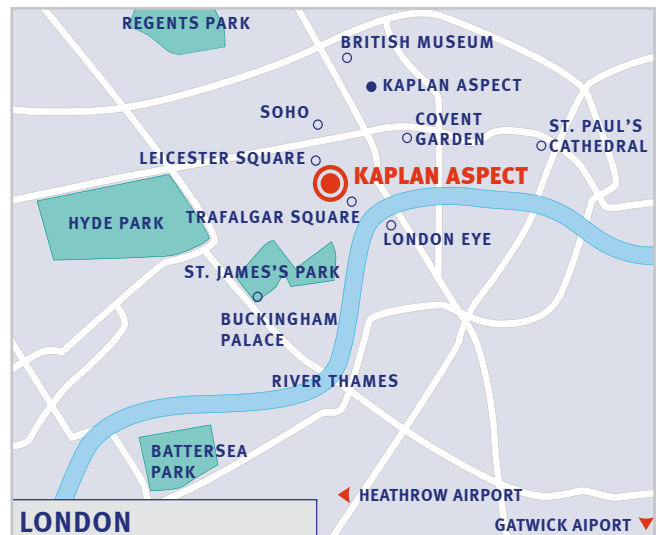 REGENTS PARK
BRITISH MUSEUM
KAPLAN ASPECT
SOHO
COVENT
GARDEN
ST. PAUL'S
CATHEDRAL
LEICESTER SQUARE
KAPLAN ASPECT
HYDE PARK
TRAFALGAR SQUARE
LONDON EYE
ST. JAMES'S PARK
BUCKINGHAM
PALACE
RIVER THAMES
BATTERSEA
PARK
HEATHROW AIRPORT
LONDON
GATWICK AIPORT